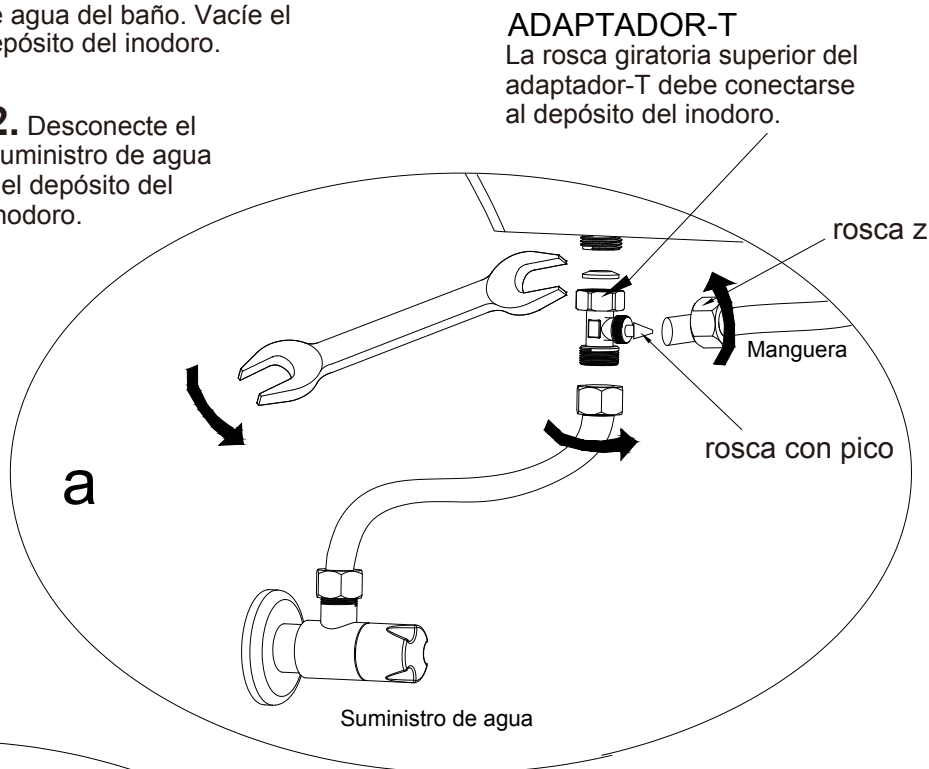 e agua del baño. Vacíe el
epósito del inodoro.
2. Desconecte el
uministro de agua
el depósito del
nodoro.
ADAPTADOR-T
La rosca giratoria superior del
adaptador-T debe conectarse
al depósito del inodoro.
rosca z
Manguera
rosca con pico
a
Suministro de agua